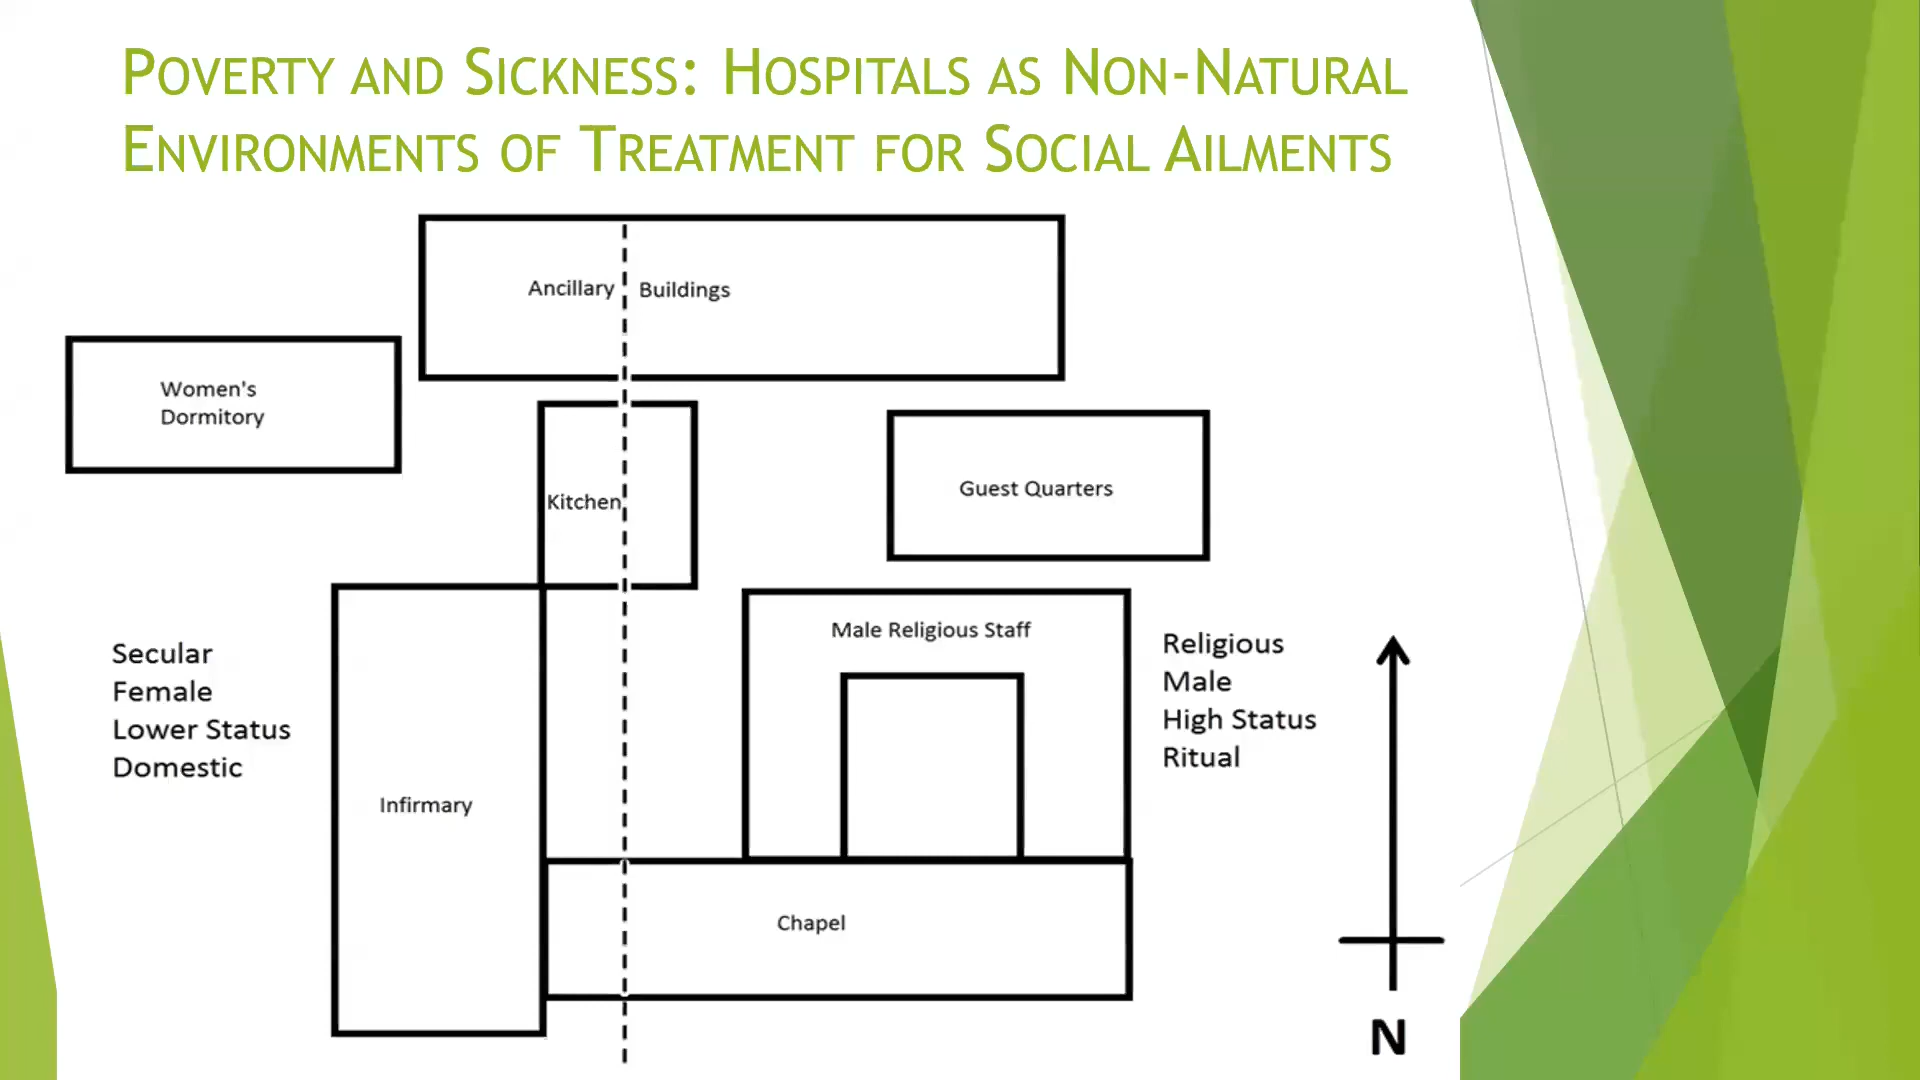 Poverty and Sickness: Hospitals as Non-Natural
Environments of Treatment for Social Ailments
Ancillary Buildings
Women's
Dormitory
Kitchen
Guest Quarters
Male Religious Staff
Secular
Female
Lower Status
Domestic
Religious
Male
High Status
Ritual
Infirmary
Chapel
N